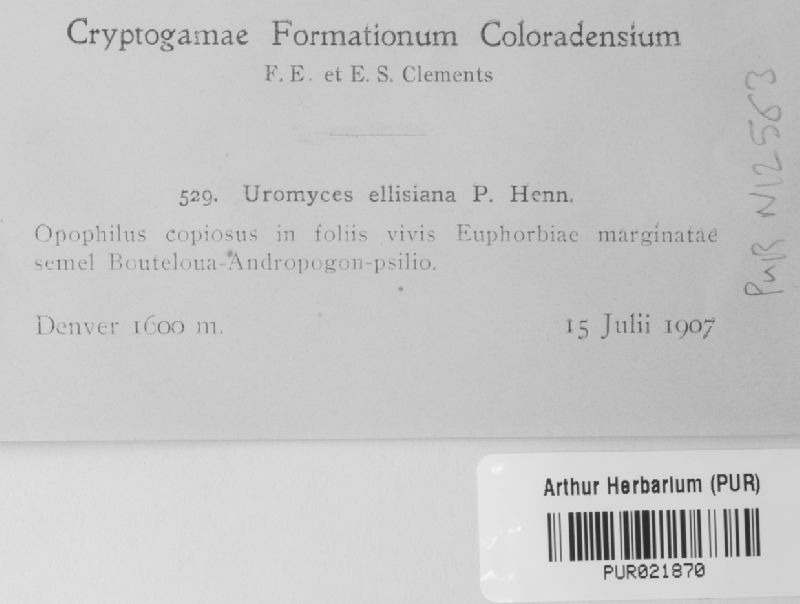 Cryptogamae Formationum Coloradensium
F. E. et E. S. Clements
529. Uromyces ellisiana P. Henn.
Opophilus copiosus in foliis vivis Euphorbiae marginatae
semel Bouteloua-Andropogon-psilio.
Denver 1600 m. 15 Julii 1907
PUR N12563
Arthur Herbarium (PUR)
PUR021870